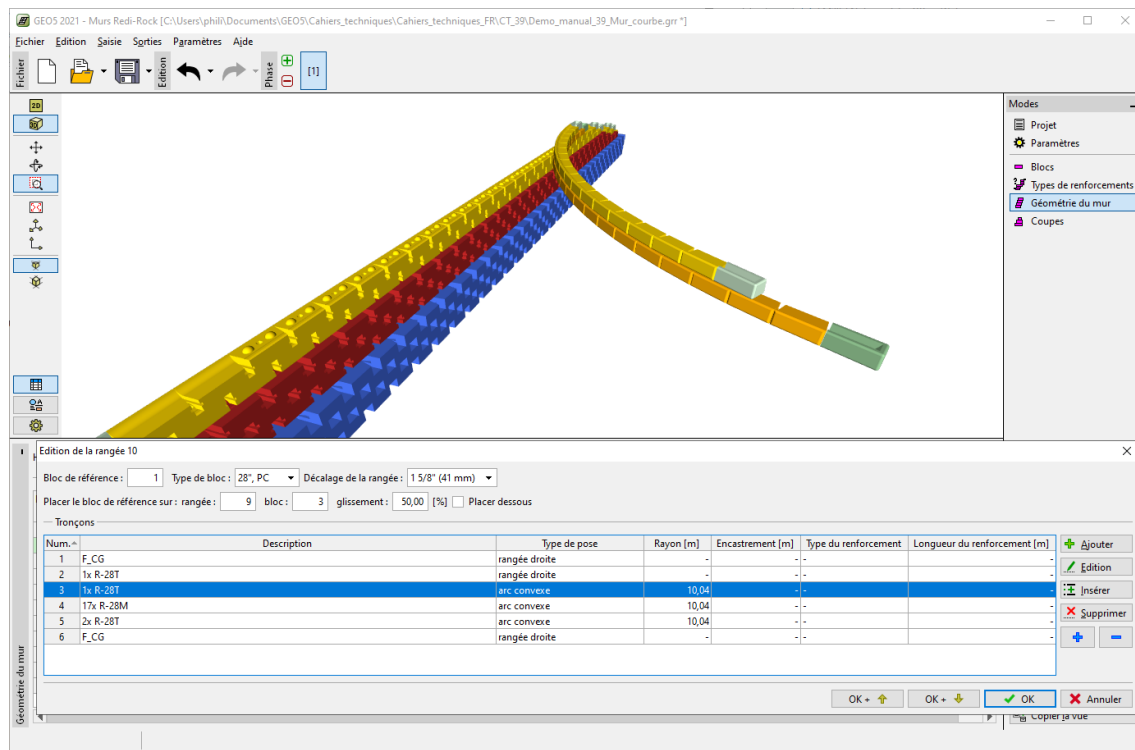 GEO5 2021 - Murs Redi-Rock [C:\Users\phili\Documents\GEO5\Cahiers_techniques\Cahiers_techniques_FR\CT_39\Demo_manual_39_Mur_courbe.grr *]
Fichier Edition Saisie Sorties Paramètres Aide
Fichier Edition Phase [1]
2D
3D
Modes
Projet
Paramètres
Blocs
Types de renforcements
Géométrie du mur
Coupes
Géométrie du mur
Edition de la rangée 10
Bloc de référence : 1 Type de bloc : 28", PC Décalage de la rangée : 1 5/8" (41 mm)
Placer le bloc de référence sur : rangée : 9 bloc : 3 glissement : 50,00 [%] Placer dessous
Tronçons
Num. Description Type de pose Rayon [m] Encastrement [m] Type du renforcement Longueur du renforcement [m]
1 F_CG rangée droite - - - -
2 1x R-28T rangée droite - - - -
3 1x R-28T arc convexe 10,04 - - -
4 17x R-28M arc convexe 10,04 - - -
5 2x R-28T arc convexe 10,04 - - -
6 F_CG rangée droite - - - -
Ajouter
Edition
Insérer
Supprimer
OK + OK + OK Annuler
Copier la vue